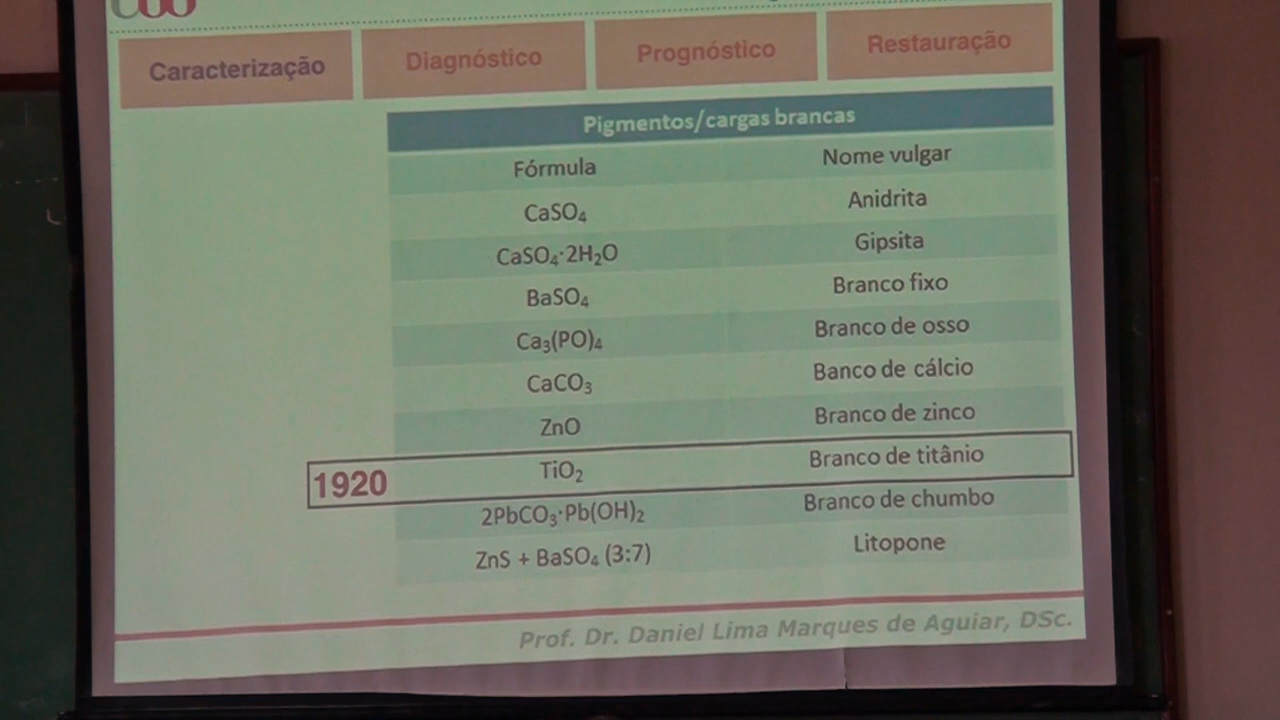 Caracterização Diagnóstico Prognóstico Restauração
Pigmentos/cargas brancas
Fórmula Nome vulgar
CaSO₄ Anidrita
CaSO₄·2H₂O Gipsita
BaSO₄ Branco fixo
Ca₃(PO)₄ Branco de osso
CaCO₃ Banco de cálcio
ZnO Branco de zinco
1920 TiO₂ Branco de titânio
2PbCO₃·Pb(OH)₂ Branco de chumbo
ZnS + BaSO₄ (3:7) Litopone
Prof. Dr. Daniel Lima Marques de Aguiar, DSc.